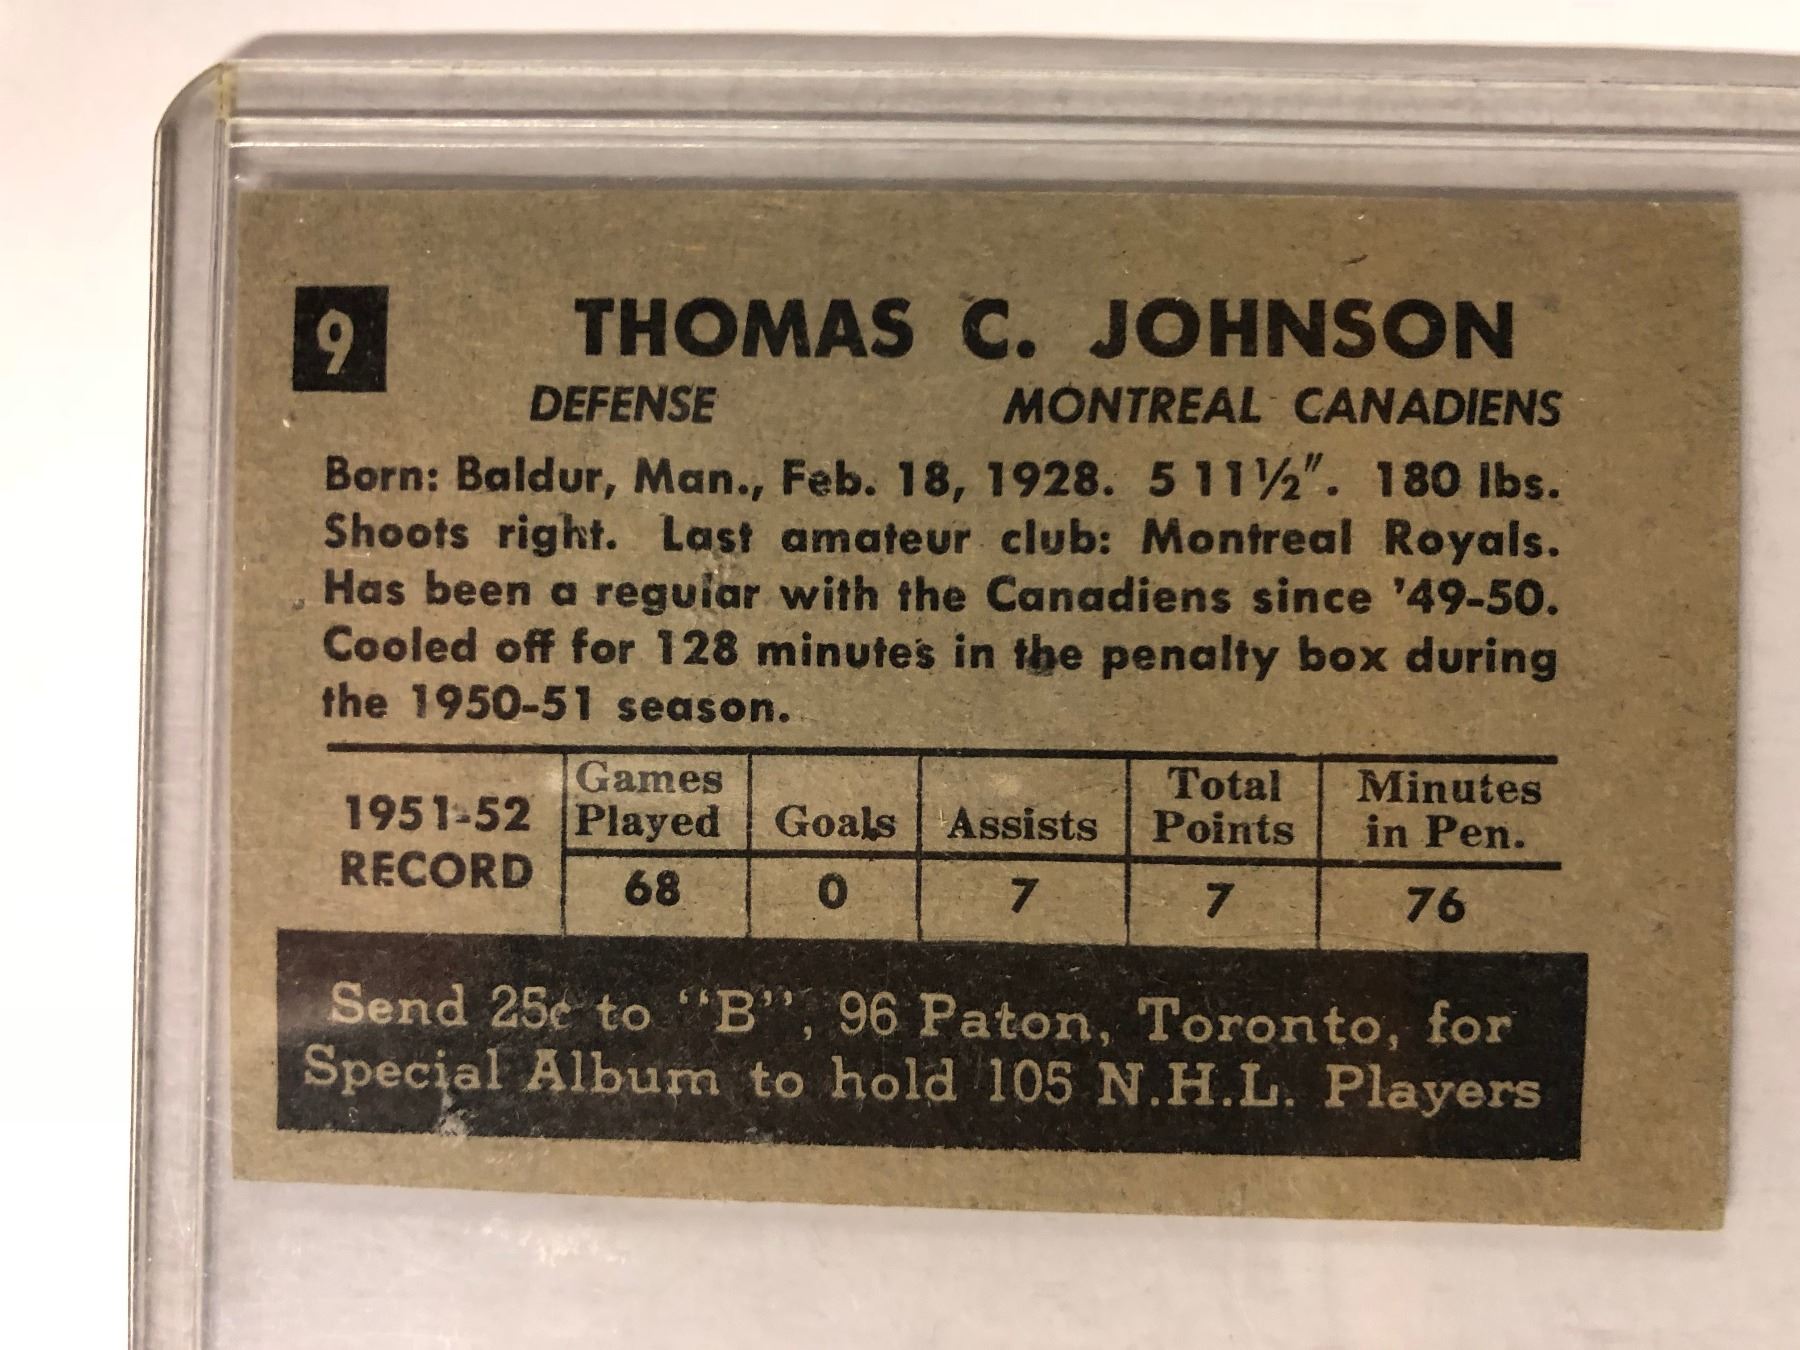 9
THOMAS C. JOHNSON
DEFENSE MONTREAL CANADIENS
Born: Baldur, Man., Feb. 18, 1928. 5 11½". 180 lbs.
Shoots right. Last amateur club: Montreal Royals.
Has been a regular with the Canadiens since '49-50.
Cooled off for 128 minutes in the penalty box during
the 1950-51 season.
1951-52 RECORD
Games Played Goals Assists Total Points Minutes in Pen.
68 0 7 7 76
Send 25¢ to "B", 96 Paton, Toronto, for
Special Album to hold 105 N.H.L. Players